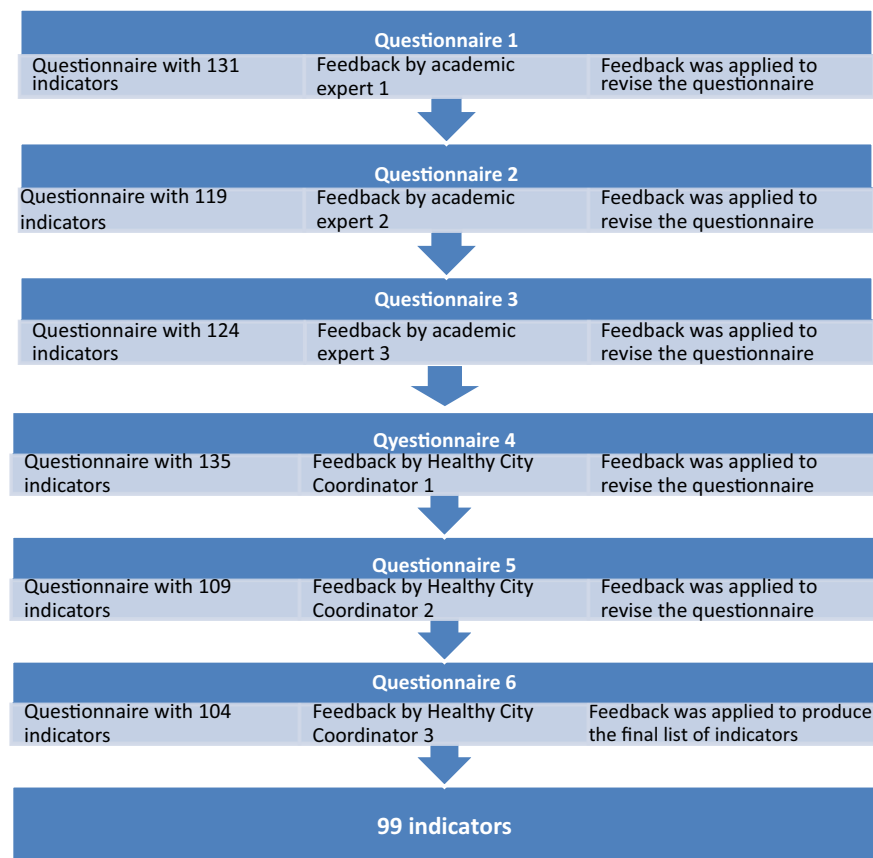 Questionnaire 1
Questionnaire with 131
indicators
Feedback by academic
expert 1
Feedback was applied to
revise the questionnaire
Questionnaire 2
Questionnaire with 119
indicators
Feedback by academic
expert 2
Feedback was applied to
revise the questionnaire
Questionnaire 3
Questionnaire with 124
indicators
Feedback by academic
expert 3
Feedback was applied to
revise the questionnaire
Qyestionnaire 4
Questionnaire with 135
indicators
Feedback by Healthy City
Coordinator 1
Feedback was applied to
revise the questionnaire
Questionnaire 5
Questionnaire with 109
indicators
Feedback by Healthy City
Coordinator 2
Feedback was applied to
revise the questionnaire
Questionnaire 6
Questionnaire with 104
indicators
Feedback by Healthy City
Coordinator 3
Feedback was applied to produce
the final list of indicators
99 indicators